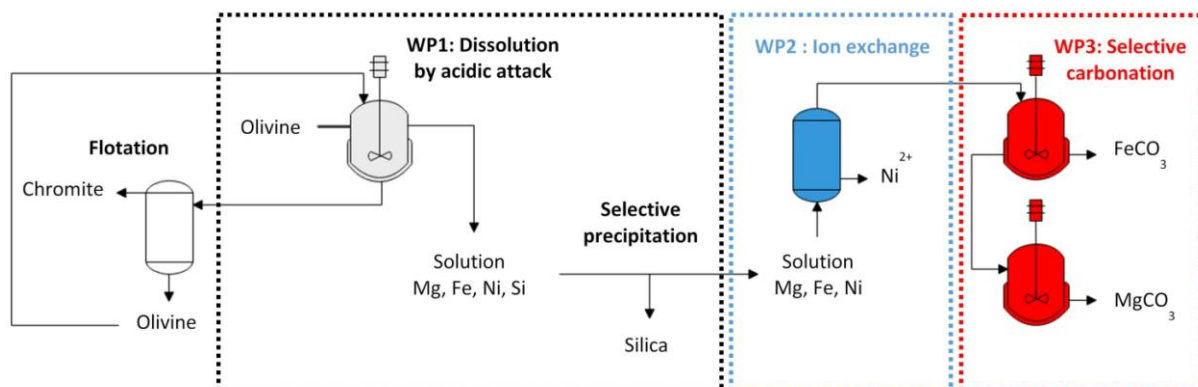 WP1: Dissolution
by acidic attack
WP2 : Ion exchange
WP3: Selective
carbonation
Olivine
Flotation
Chromite
Olivine
Solution
Mg, Fe, Ni, Si
Selective
precipitation
Silica
Ni2+
Solution
Mg, Fe, Ni
FeCO3
MgCO3